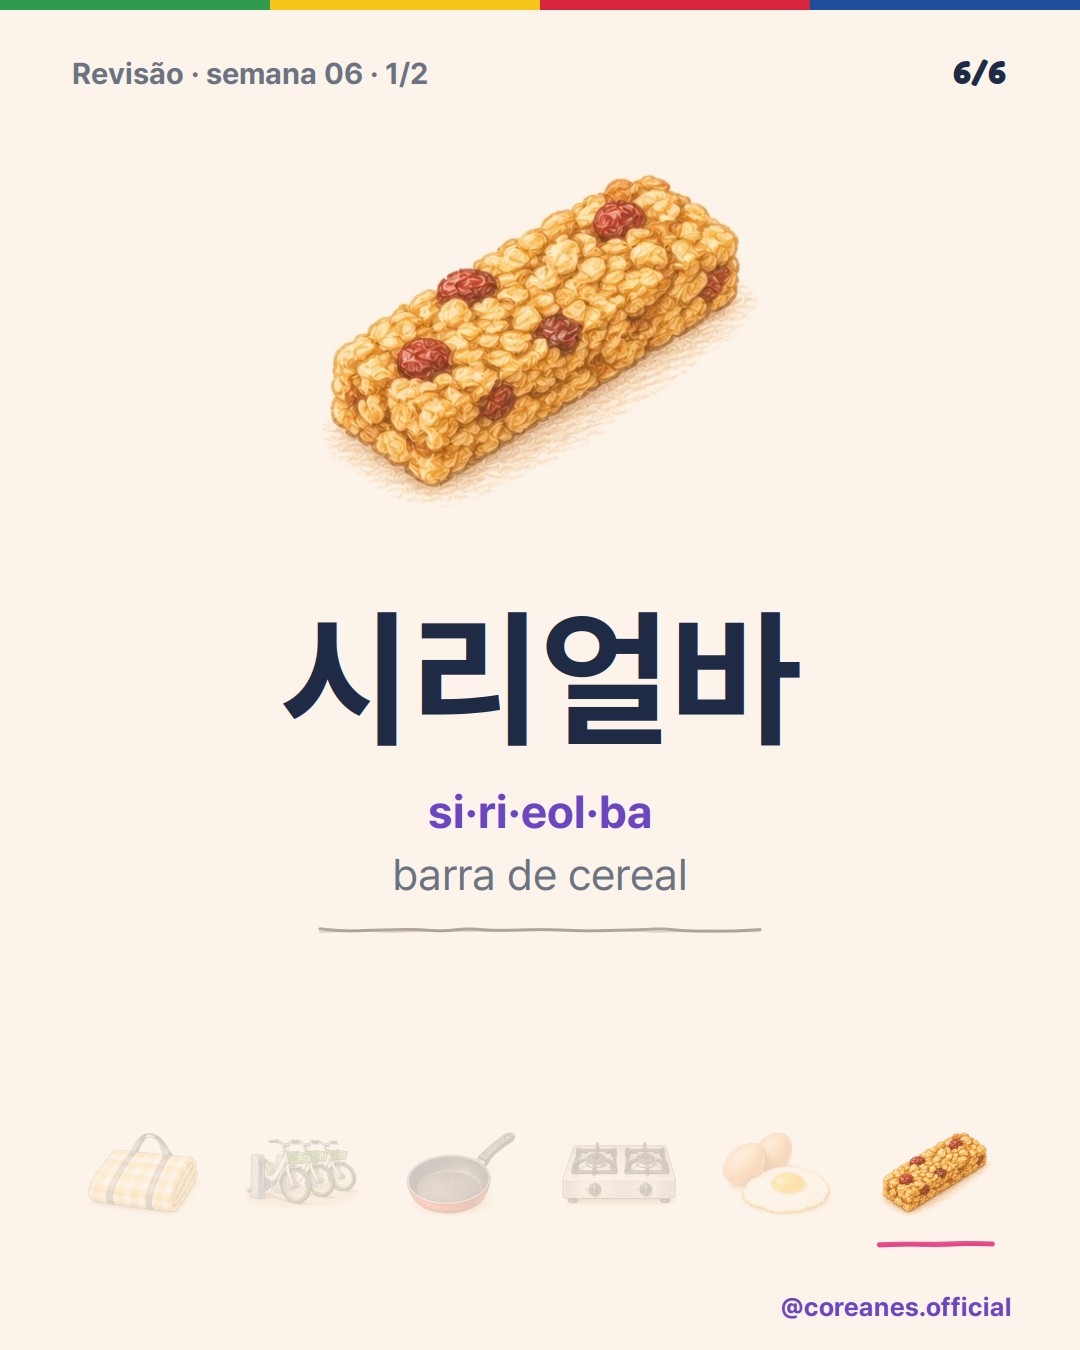 Revisão · semana 06 · 1/2
6/6
시리얼바
si·ri·eol·ba
barra de cereal
@coreanes.official